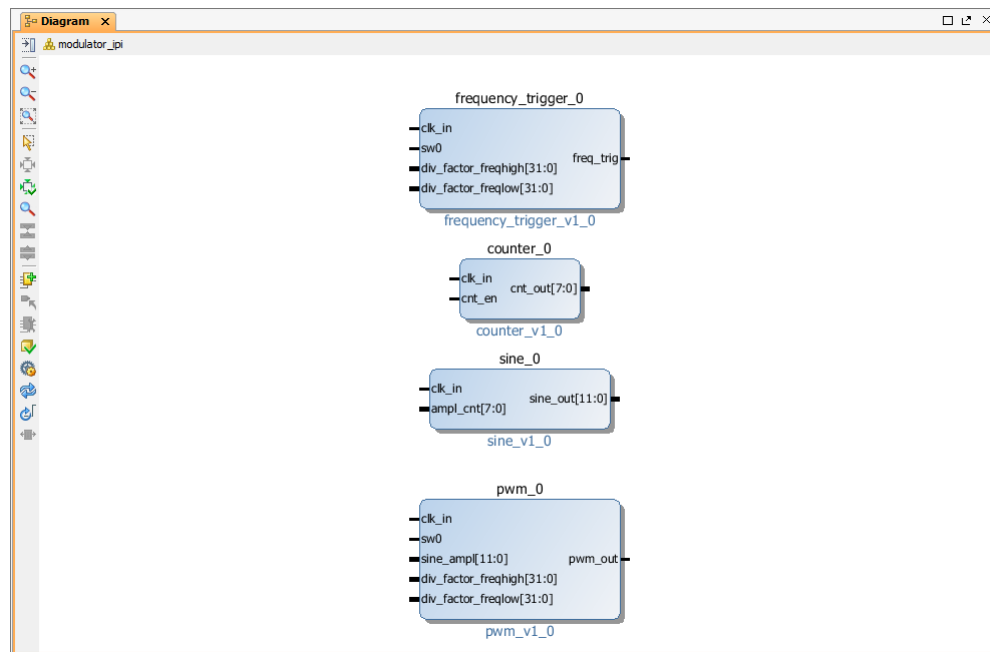 Diagram
modulator_ipi
frequency_trigger_0
clk_in
sw0
freq_trig
div_factor_freqhigh[31:0]
div_factor_freqlow[31:0]
frequency_trigger_v1_0
counter_0
clk_in
cnt_out[7:0]
cnt_en
counter_v1_0
sine_0
clk_in
sine_out[11:0]
ampl_cnt[7:0]
sine_v1_0
pwm_0
clk_in
sw0
sine_ampl[11:0]
pwm_out
div_factor_freqhigh[31:0]
div_factor_freqlow[31:0]
pwm_v1_0